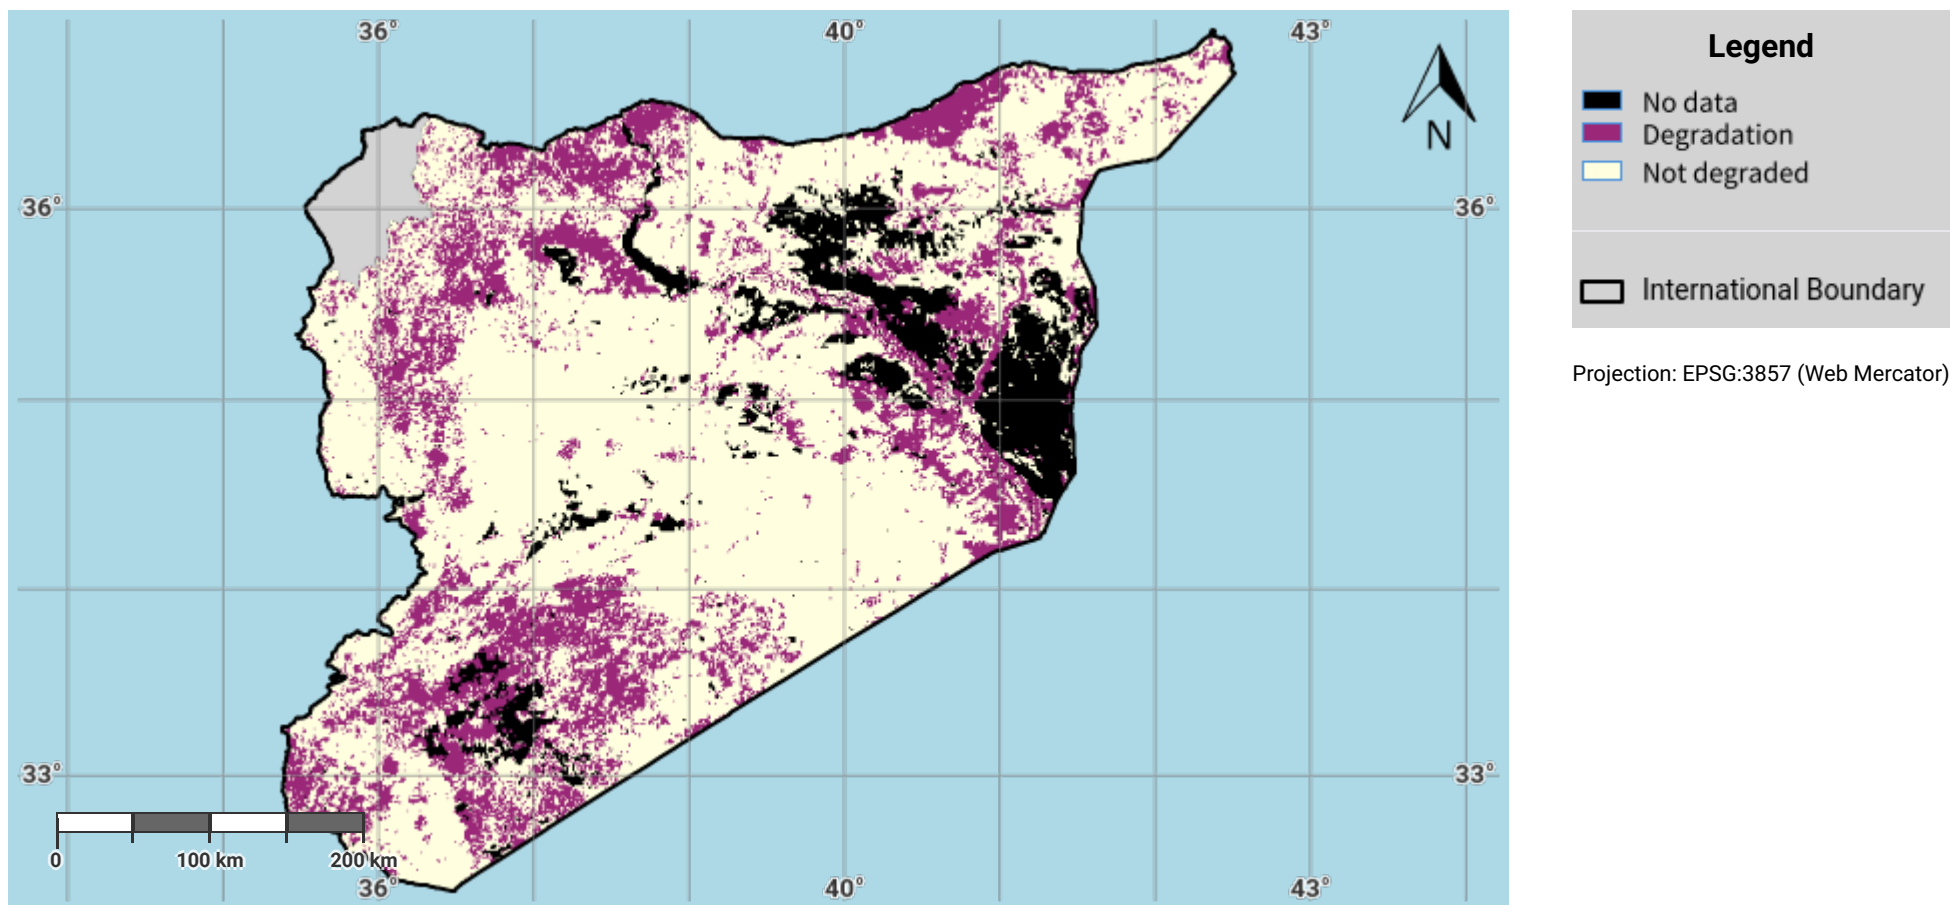 36°
40°
43°
N
36°
36°
33°
33°
0
100 km
200 km
36°
40°
43°
Legend
No data
Degradation
Not degraded
International Boundary
Projection: EPSG:3857 (Web Mercator)